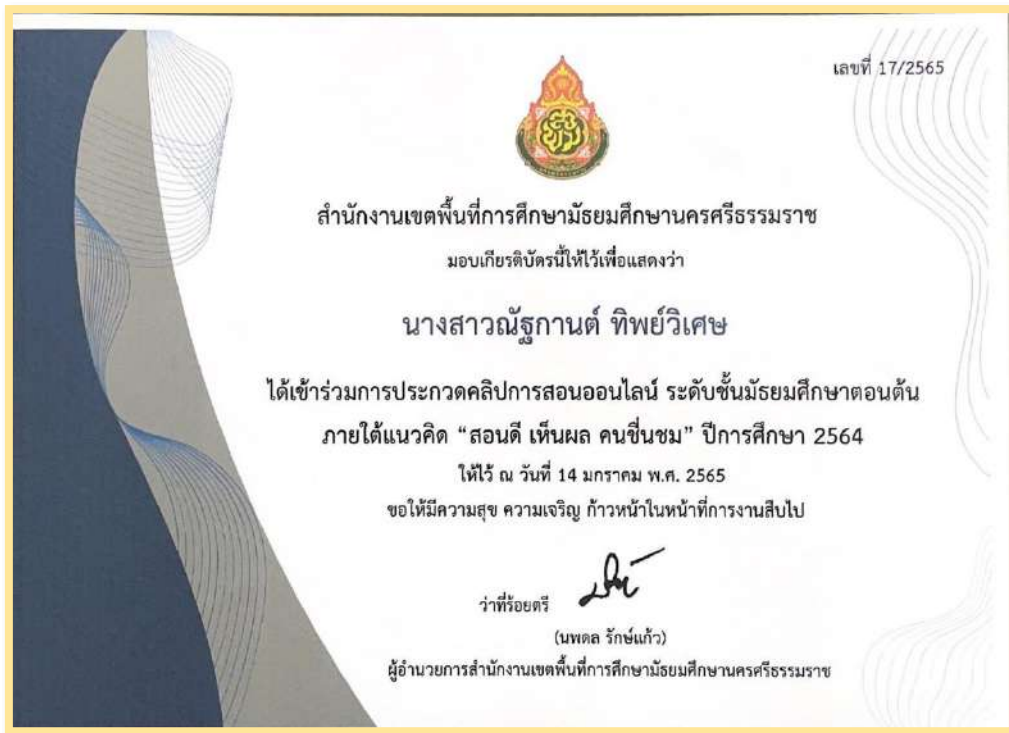 เลขที่ 17/2565
สำนักงานเขตพื้นที่การศึกษามัธยมศึกษานครศรีธรรมราช
มอบเกียรติบัตรนี้ให้ไว้เพื่อแสดงว่า
นางสาวณัฐกานต์ ทิพย์วิเศษ
ได้เข้าร่วมการประกวดคลิปการสอนออนไลน์ ระดับชั้นมัธยมศึกษาตอนต้น
ภายใต้แนวคิด “สอนดี เห็นผล คนชื่นชม” ปีการศึกษา 2564
ให้ไว้ ณ วันที่ 14 มกราคม พ.ศ. 2565
ขอให้มีความสุข ความเจริญ ก้าวหน้าในหน้าที่การงานสืบไป
ว่าที่ร้อยตรี
(นพดล รักษ์แก้ว)
ผู้อำนวยการสำนักงานเขตพื้นที่การศึกษามัธยมศึกษานครศรีธรรมราช